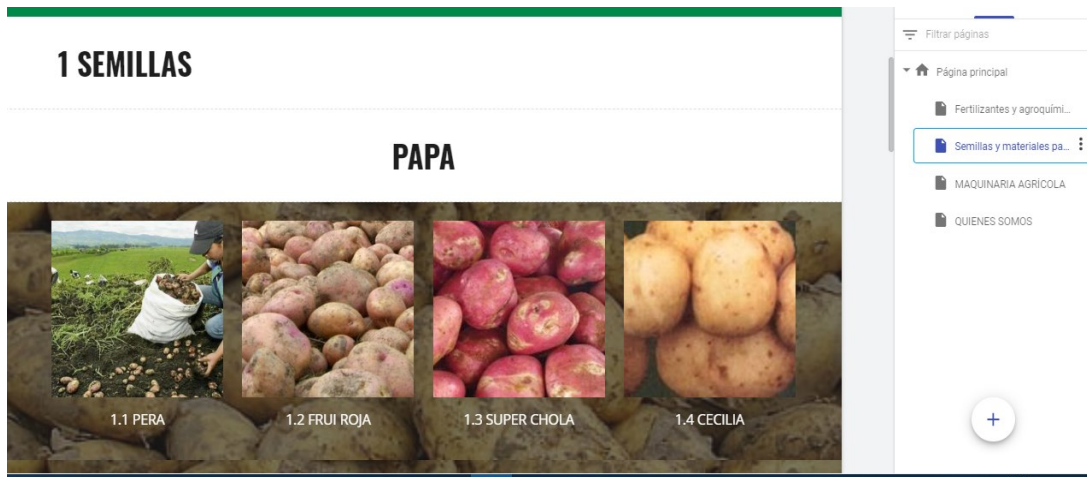 1 SEMILLAS
PAPA
1.1 PERA
1.2 FRUI ROJA
1.3 SUPER CHOLA
1.4 CECILIA
Filtrar páginas
Página principal
Fertilizantes y agroquími...
Semillas y materiales pa...
MAQUINARIA AGRÍCOLA
QUIENES SOMOS